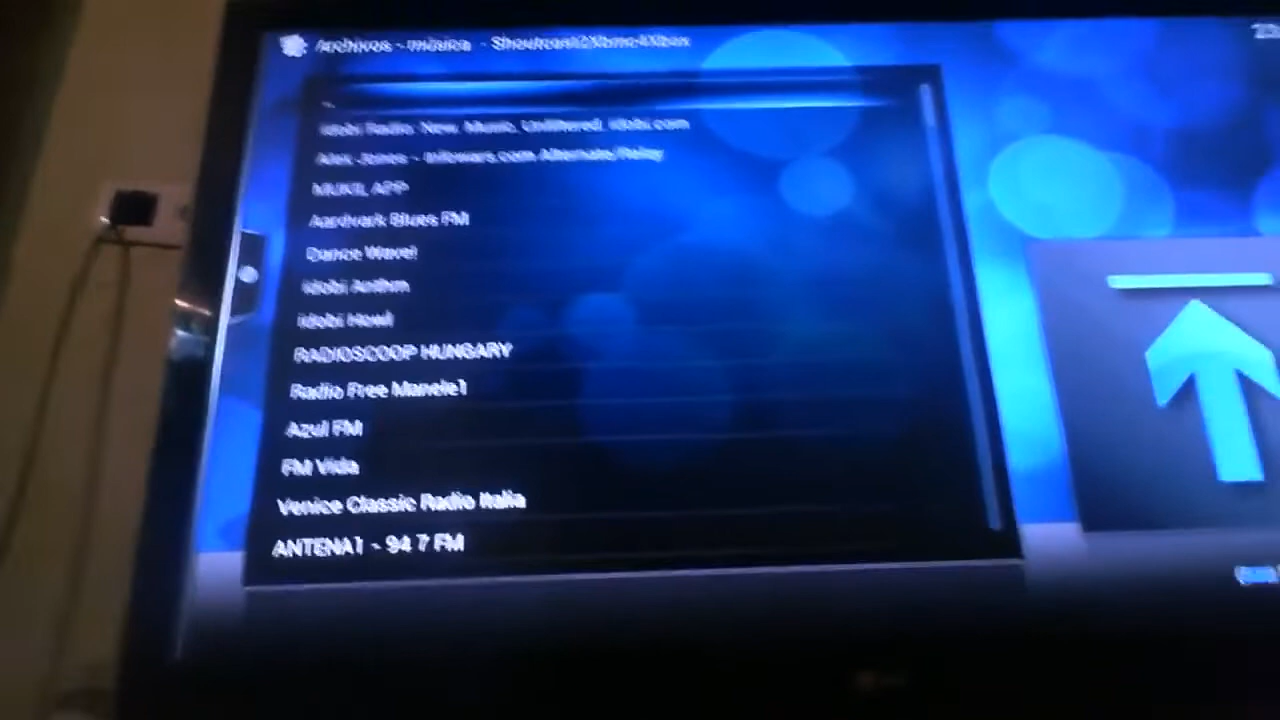 Archivos - música - Shoutcast2Xbmc4Xbox
idobi Radio: New. Music. Unfiltered. idobi.com
Alex Jones - Infowars.com Alternate Relay
MUKIL APP
Aardvark Blues FM
Dance Wave!
idobi Anthm
idobi Howl
RADIOSCOOP HUNGARY
Radio Free Manele1
Azul FM
FM Vida
Venice Classic Radio Italia
ANTENA1 - 94 7 FM